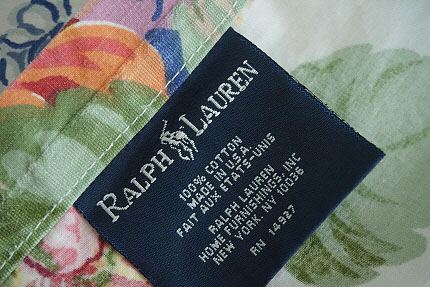 RALPH LAUREN
100% COTTON
MADE IN U.S.A.
FAIT AUX ETATS-UNIS
RALPH LAUREN
HOME FURNISHINGS, INC
NEW YORK, NY 10036
RN 14927